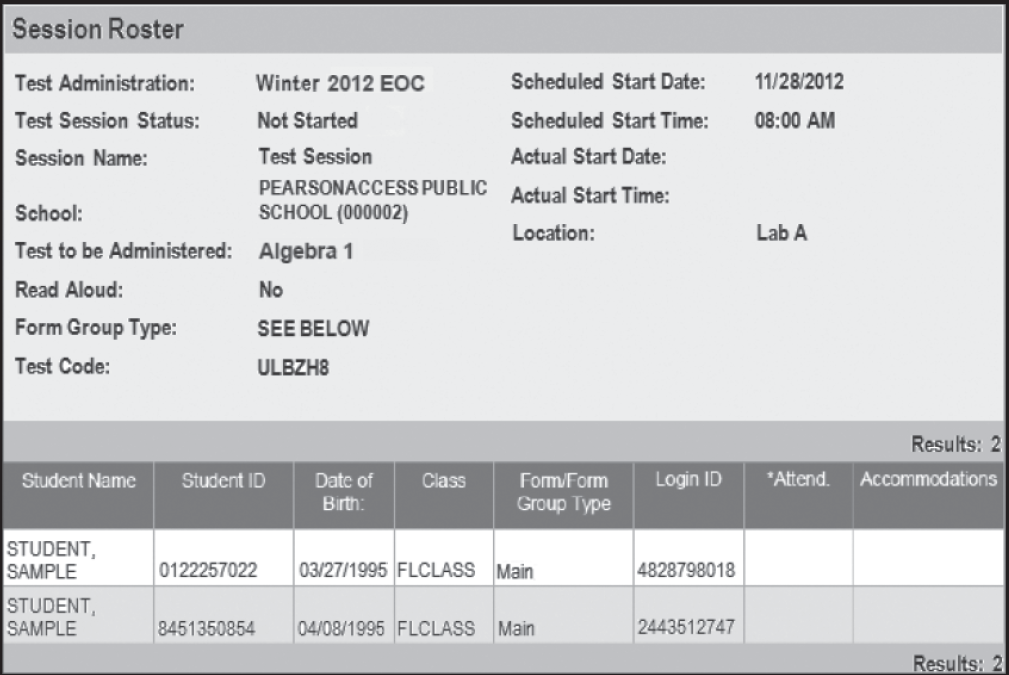 Session Roster
Test Administration: Winter 2012 EOC Scheduled Start Date: 11/28/2012
Test Session Status: Not Started Scheduled Start Time: 08:00 AM
Session Name: Test Session Actual Start Date:
PEARSONACCESS PUBLIC Actual Start Time:
School: SCHOOL (000002)
Location: Lab A
Test to be Administered: Algebra 1
Read Aloud: No
Form Group Type: SEE BELOW
Test Code: ULBZH8
Results: 2
Student Name Student ID Date of Class Form/Form Login ID *Attend. Accommodations
Birth: Group Type
STUDENT,
SAMPLE 0122257022 03/27/1995 FLCLASS Main 4828798018
STUDENT,
SAMPLE 8451350854 04/08/1995 FLCLASS Main 2443512747
Results: 2